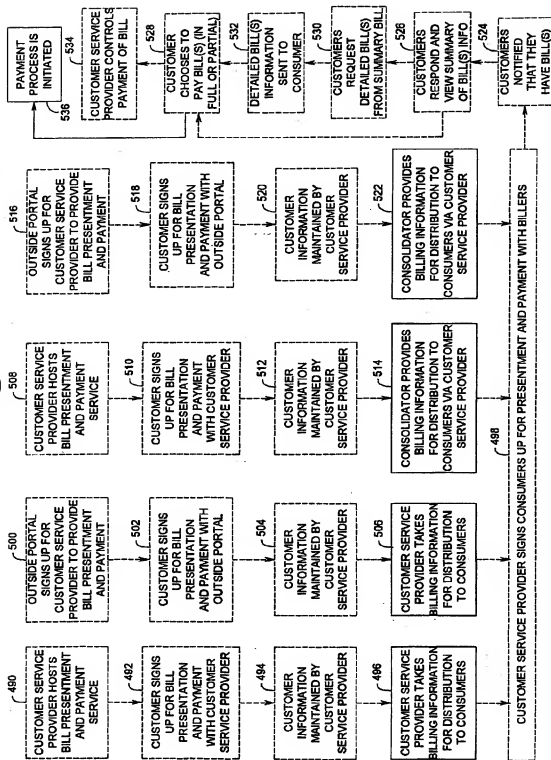 490
CUSTOMER SERVICE
PROVIDER HOSTS
BILL PRESENTMENT
AND PAYMENT
SERVICE
492
CUSTOMER SIGNS
UP FOR BILL
PRESENTATION
AND PAYMENT
WITH CUSTOMER
SERVICE PROVIDER
494
CUSTOMER
INFORMATION
MAINTAINED BY
CUSTOMER
SERVICE PROVIDER
496
CUSTOMER SERVICE
PROVIDER TAKES
BILLING INFORMATION
FOR DISTRIBUTION
TO CONSUMERS
500
OUTSIDE PORTAL
SIGNS UP FOR
CUSTOMER SERVICE
PROVIDER TO PROVIDE
BILL PRESENTMENT
AND PAYMENT
502
CUSTOMER SIGNS
UP FOR BILL
PRESENTATION
AND PAYMENT WITH
OUTSIDE PORTAL
504
CUSTOMER
INFORMATION
MAINTAINED BY
CUSTOMER
SERVICE PROVIDER
506
CUSTOMER SERVICE
PROVIDER TAKES
BILLING INFORMATION
FOR DISTRIBUTION
TO CONSUMERS
508
CUSTOMER SERVICE
PROVIDER HOSTS
BILL PRESENTMENT
AND PAYMENT
SERVICE
510
CUSTOMER SIGNS
UP FOR BILL
PRESENTATION
AND PAYMENT
WITH CUSTOMER
SERVICE PROVIDER
512
CUSTOMER
INFORMATION
MAINTAINED BY
CUSTOMER
SERVICE PROVIDER
514
CONSOLIDATOR PROVIDES
BILLING INFORMATION
FOR DISTRIBUTION TO
CONSUMERS VIA CUSTOMER
SERVICE PROVIDER
516
OUTSIDE PORTAL
SIGNS UP FOR
CUSTOMER SERVICE
PROVIDER TO PROVIDE
BILL PRESENTMENT
AND PAYMENT
518
CUSTOMER SIGNS
UP FOR BILL
PRESENTATION
AND PAYMENT WITH
OUTSIDE PORTAL
520
CUSTOMER
INFORMATION
MAINTAINED BY
CUSTOMER
SERVICE PROVIDER
522
CONSOLIDATOR PROVIDES
BILLING INFORMATION
FOR DISTRIBUTION TO
CONSUMERS VIA CUSTOMER
SERVICE PROVIDER
498
CUSTOMER SERVICE PROVIDER SIGNS CONSUMERS UP FOR PRESENTMENT AND PAYMENT WITH BILLERS
524
CUSTOMERS
NOTIFIED
THAT THEY
HAVE BILL(S)
526
CUSTOMERS
RESPOND AND
VIEW SUMMARY
OF BILL(S) INFO
530
CUSTOMERS
REQUEST
DETAILED BILL(S)
FROM SUMMARY BILL
532
DETAILED BILL(S)
INFORMATION
SENT TO
CONSUMER
528
CUSTOMER
CHOOSES TO
PAY BILL(S) (IN
FULL OR PARTIAL)
534
CUSTOMER SERVICE
PROVIDER CONTROLS
PAYMENT OF BILL
PAYMENT
PROCESS IS
INITIATED
536